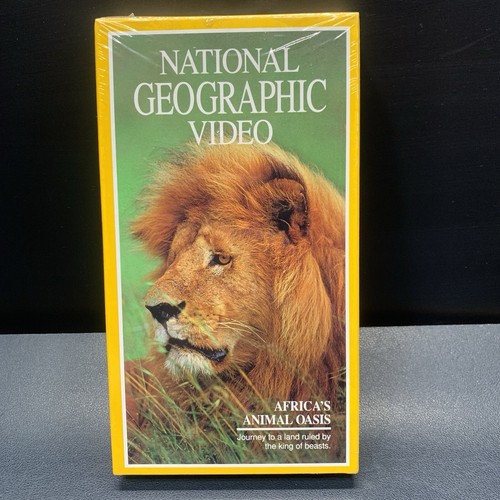 NATIONAL
GEOGRAPHIC
VIDEO
AFRICA'S
ANIMAL OASIS
Journey to a land ruled by
the king of beasts.